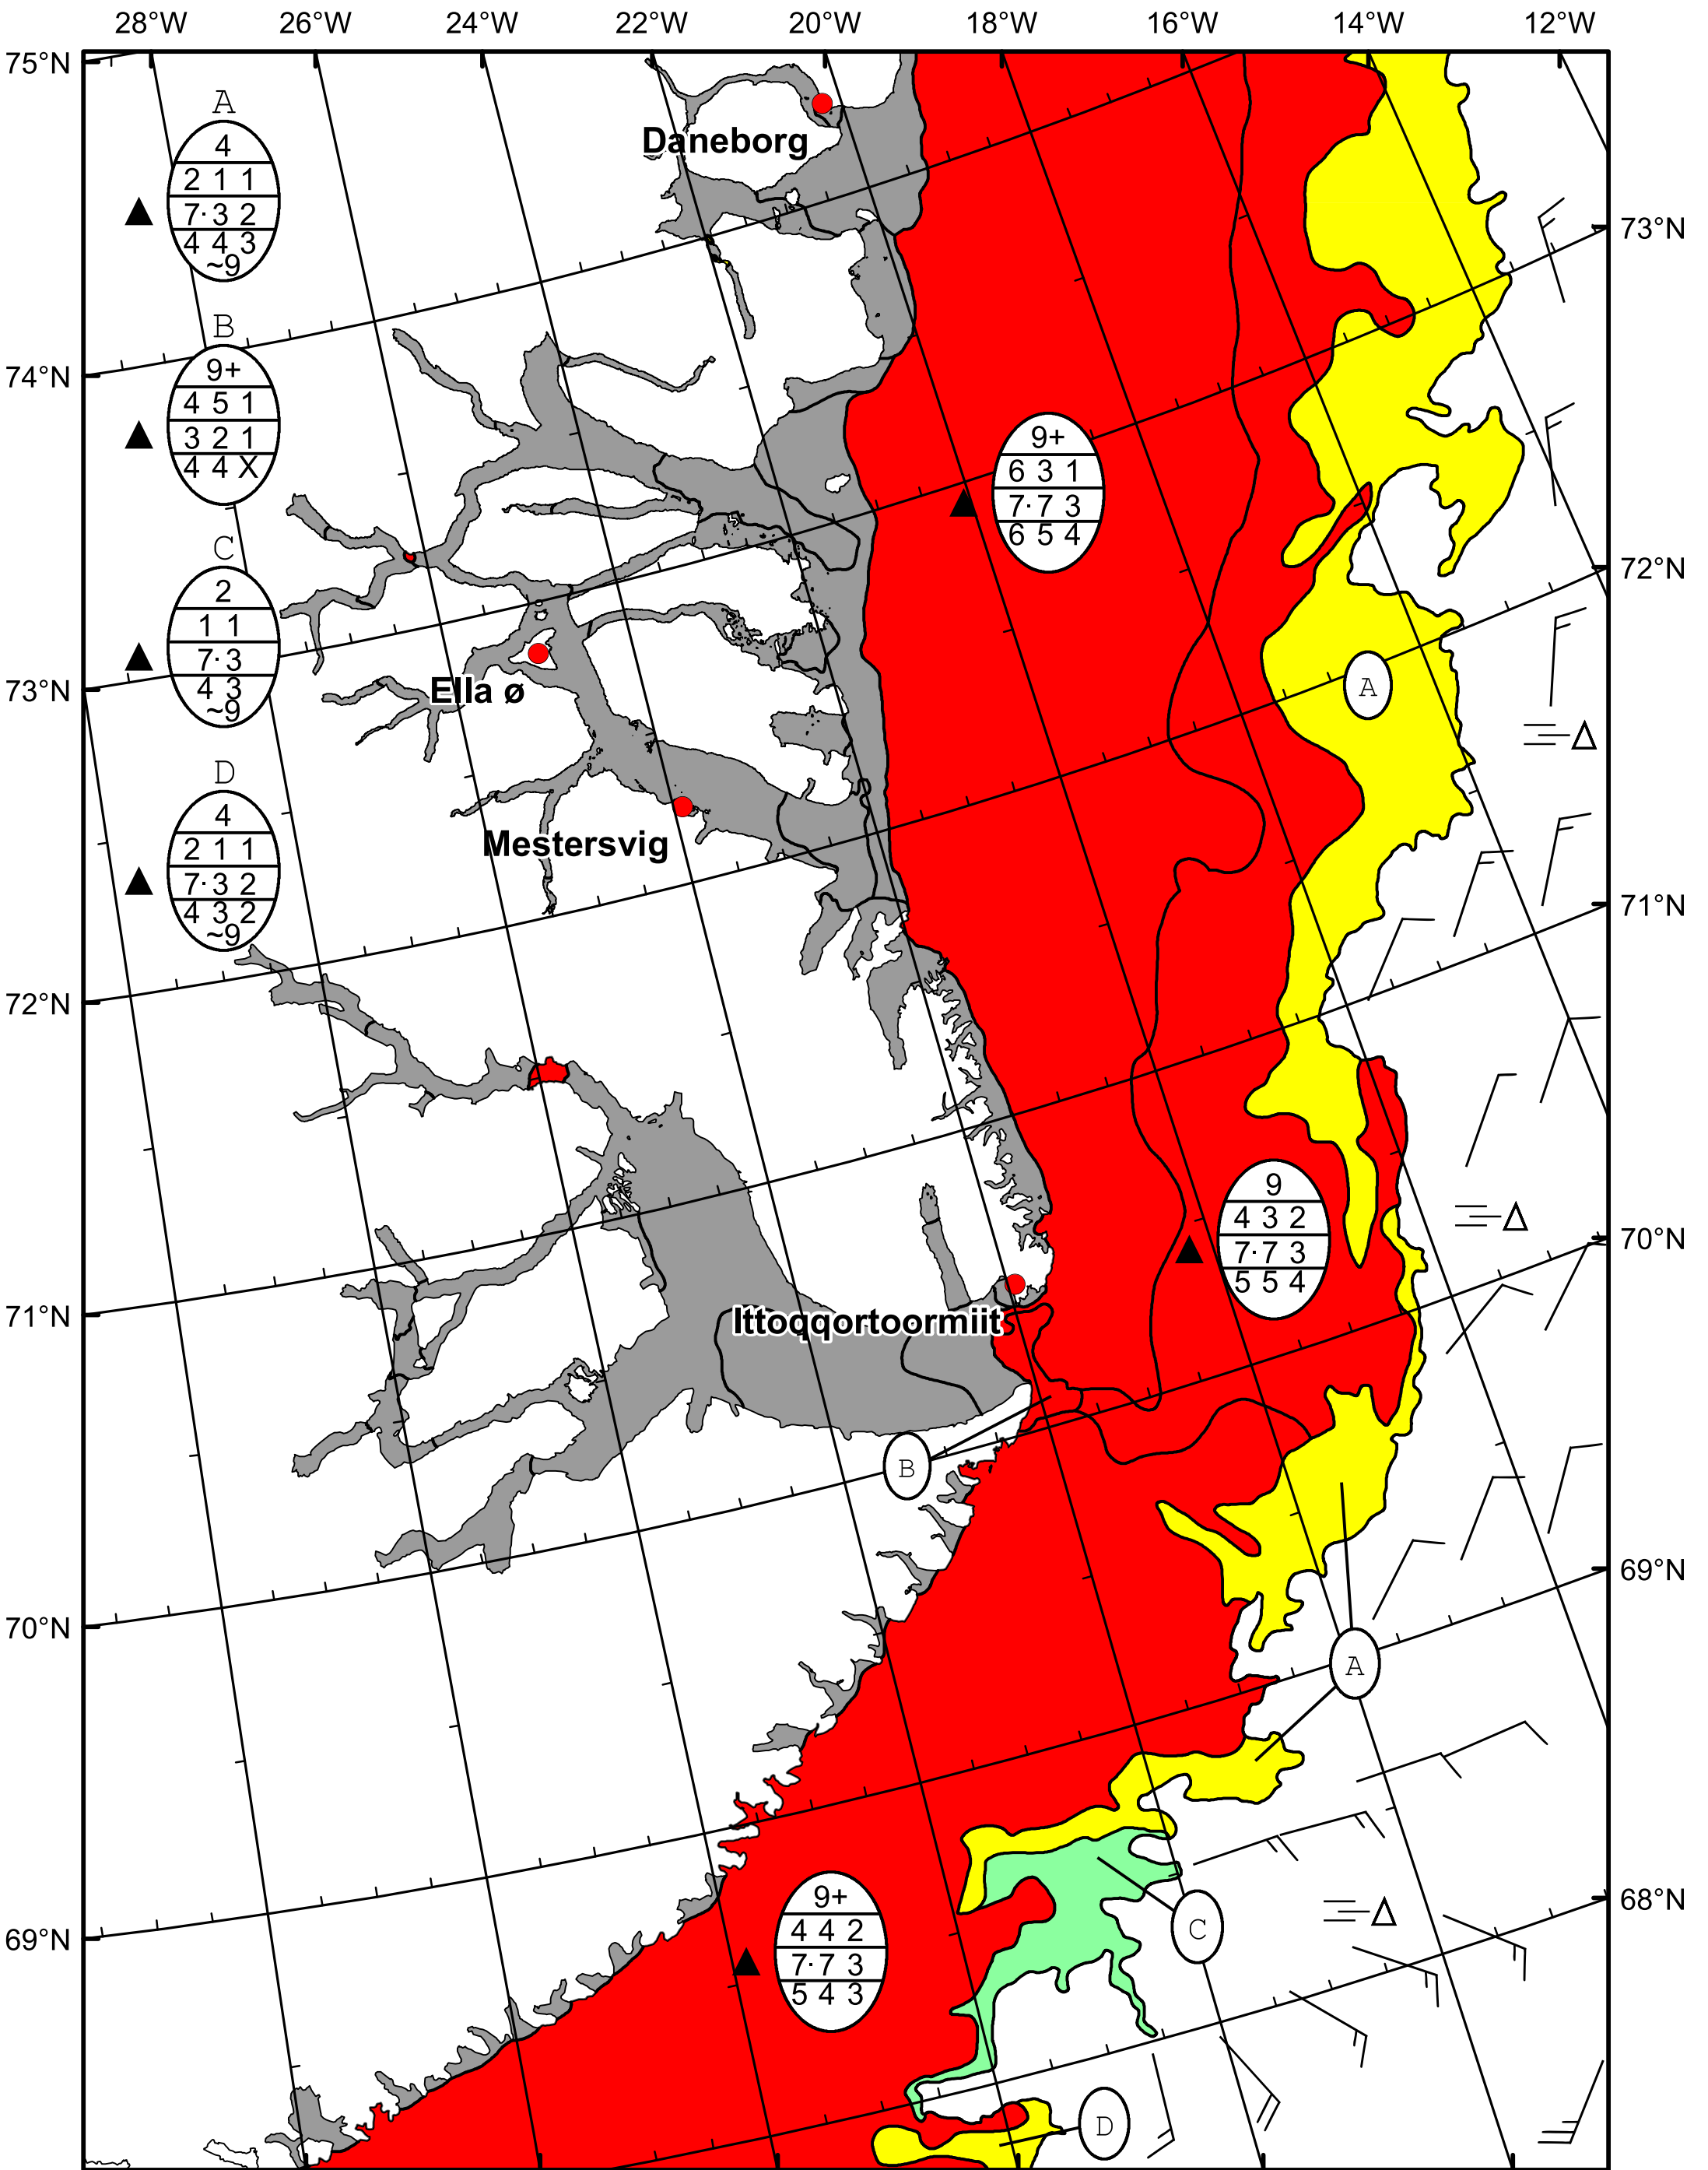 28°W 26°W 24°W 22°W 20°W 18°W 16°W 14°W 12°W
75°N
A
4
2 1 1
7· 3 2
4 4 3
~9
Daneborg
73°N
B
9+
4 5 1
3 2 1
4 4 X
74°N
9+
6 3 1
7· 7 3
6 5 4
72°N
C
2
1 1
7· 3
4 3
~9
A
73°N
Ella ø
D
4
2 1 1
7· 3 2
4 3 2
~9
Mestersvig
71°N
72°N
9
4 3 2
7· 7 3
5 5 4
70°N
71°N
Ittoqqortoormiit
B
69°N
70°N
A
9+
4 4 2
7· 7 3
5 4 3
68°N
69°N
C
D